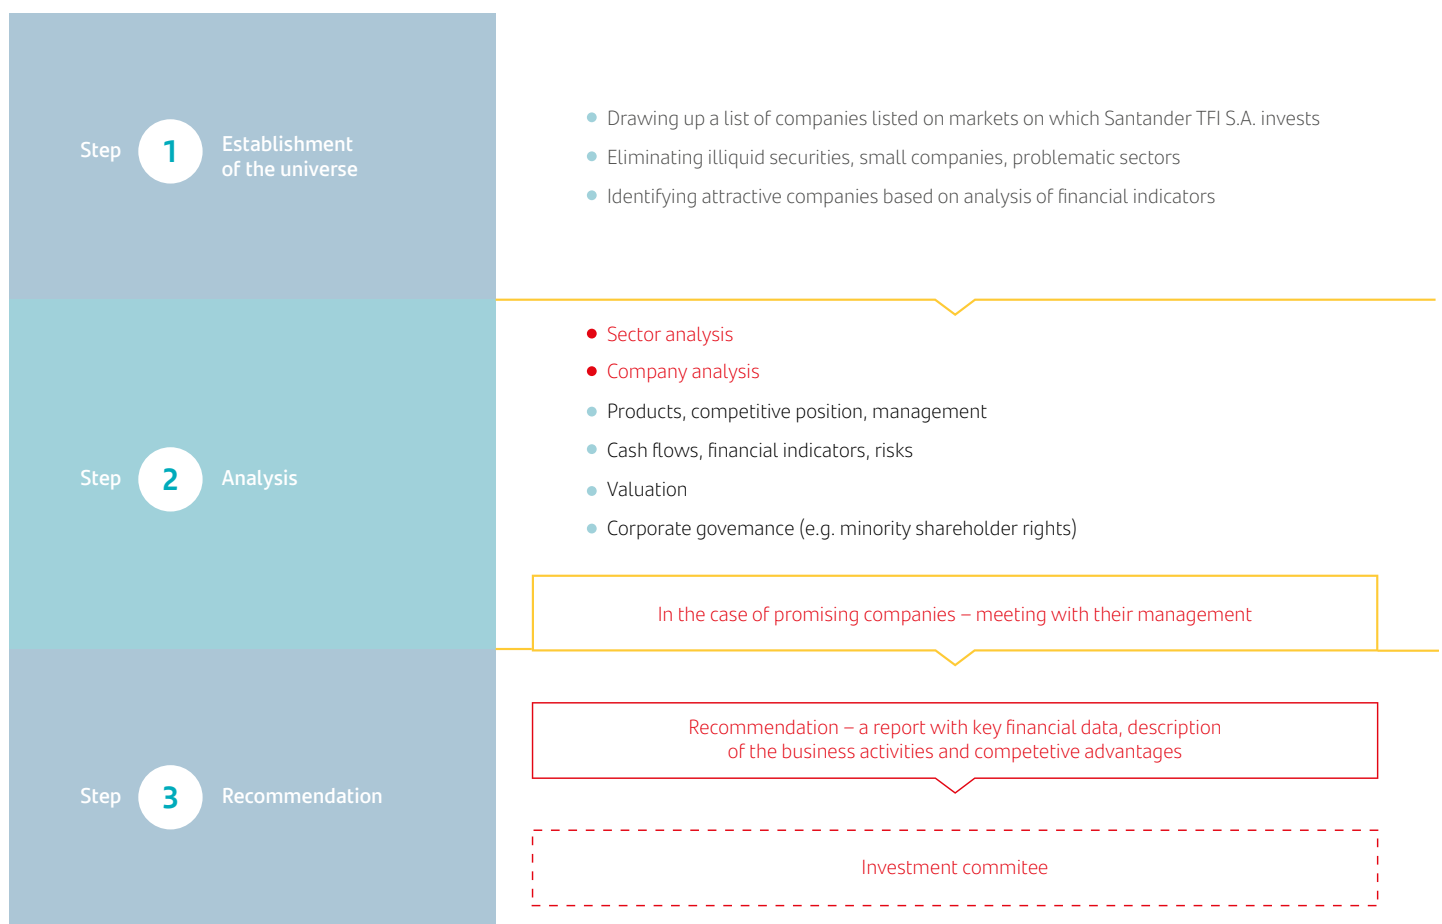 Step
1
Establishment
of the universe
Drawing up a list of companies listed on markets on which Santander TFI S.A. invests
Eliminating illiquid securities, small companies, problematic sectors
Identifying attractive companies based on analysis of financial indicators
Step
2
Analysis
Sector analysis
Company analysis
Products, competitive position, management
Cash flows, financial indicators, risks
Valuation
Corporate governance (e.g. minority shareholder rights)
In the case of promising companies – meeting with their management
Step
3
Recommendation
Recommendation – a report with key financial data, description
of the business activities and competetive advantages
Investment commitee